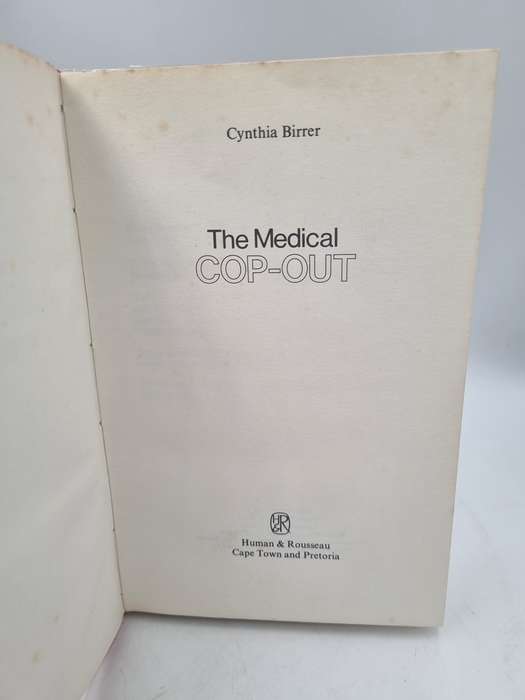 Cynthia Birrer
The Medical
COP-OUT
H&R
Human & Rousseau
Cape Town and Pretoria